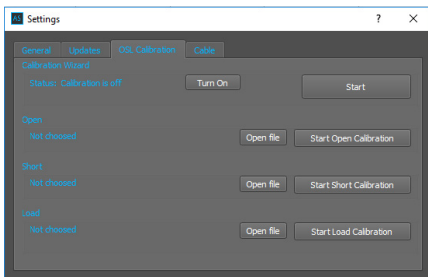 AS Settings ? ×
General Updates OSL Calibration Cable
Calibration Wizard
Status: Calibration is off Turn On Start
Open
Not choosed Open file Start Open Calibration
Short
Not choosed Open file Start Short Calibration
Load
Not choosed Open file Start Load Calibration